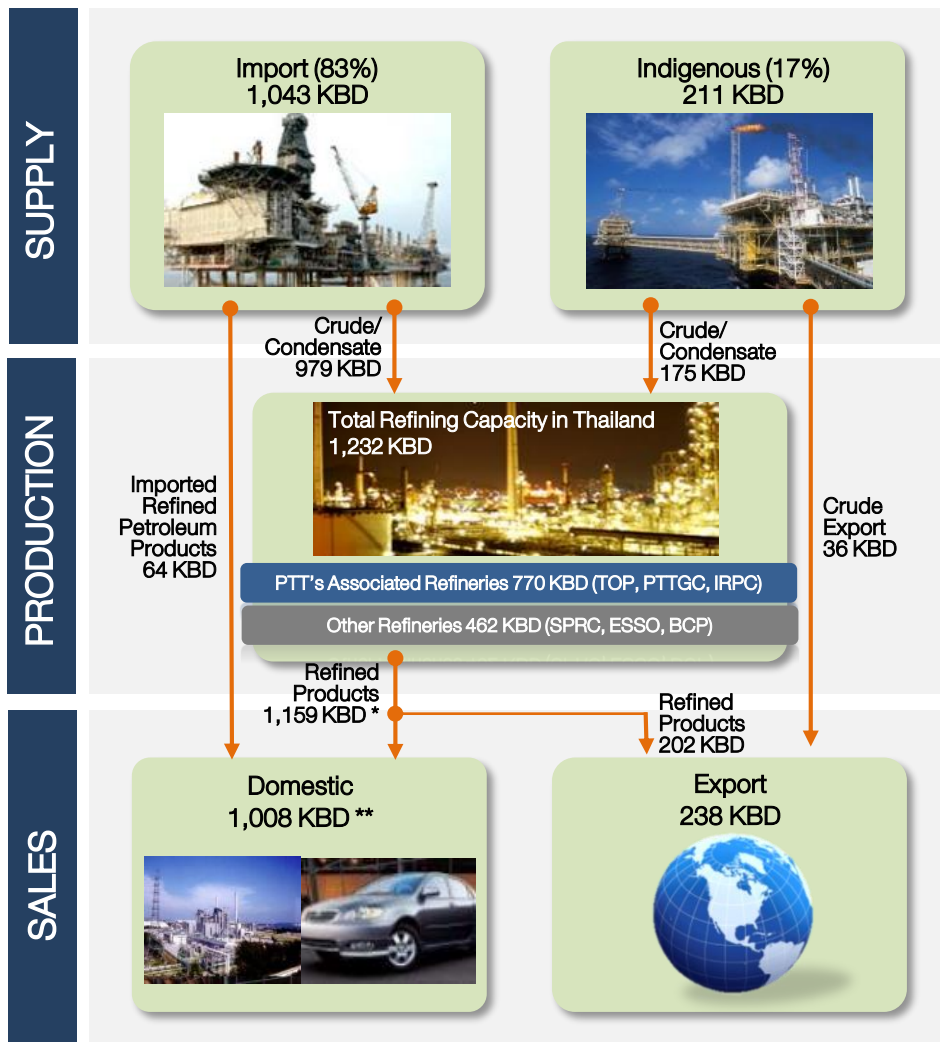 SUPPLY
Import (83%)
1,043 KBD
Indigenous (17%)
211 KBD
Crude/
Condensate
979 KBD
Crude/
Condensate
175 KBD
PRODUCTION
Total Refining Capacity in Thailand
1,232 KBD
Imported
Refined
Petroleum
Products
64 KBD
Crude
Export
36 KBD
PTT's Associated Refineries 770 KBD (TOP, PTTGC, IRPC)
Other Refineries 462 KBD (SPRC, ESSO, BCP)
Refined
Products
1,159 KBD *
Refined
Products
202 KBD
SALES
Domestic
1,008 KBD **
Export
238 KBD